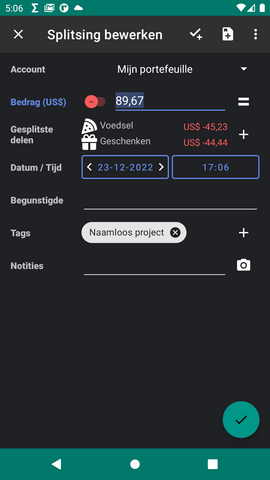 5:06
Splitsing bewerken
Account Mijn portefeuille
Bedrag (US$) 89,67
Gesplitste delen
Voedsel US$ -45,23
Geschenken US$ -44,44
Datum / Tijd 23-12-2022 17:06
Begunstigde
Tags Naamloos project
Notities